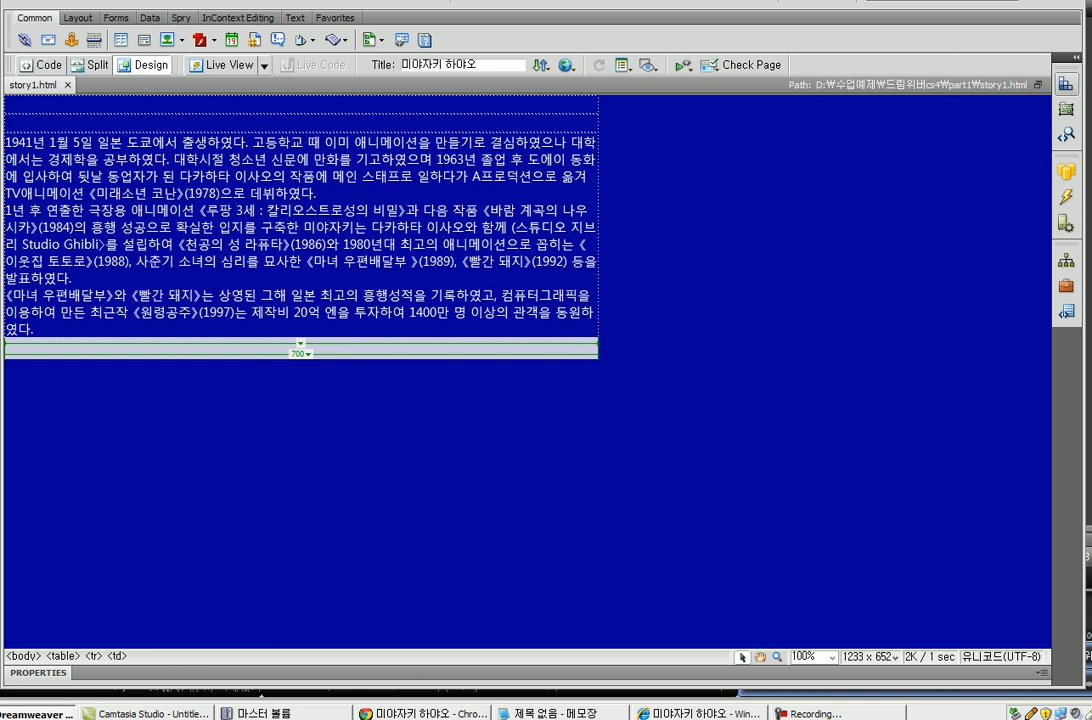 Common Layout Forms Data Spry InContext Editing Text Favorites
Code Split Design Live View Live Code Title: 미야자키 하야오 Check Page
story1.html Path: D:₩수업예제₩드림위버cs4₩part1₩story1.html
1941년 1월 5일 일본 도쿄에서 출생하였다. 고등학교 때 이미 애니메이션을 만들기로 결심하였으나 대학
에서는 경제학을 공부하였다. 대학시절 청소년 신문에 만화를 기고하였으며 1963년 졸업 후 도에이 동화
에 입사하여 뒷날 동업자가 된 다카하타 이사오의 작품에 메인 스태프로 일하다가 A프로덕션으로 옮겨
TV애니메이션 《미래소년 코난》(1978)으로 데뷔하였다.
1년 후 연출한 극장용 애니메이션 《루팡 3세 : 칼리오스트로성의 비밀》과 다음 작품 《바람 계곡의 나우
시카》(1984)의 흥행 성공으로 확실한 입지를 구축한 미야자키는 다카하타 이사오와 함께 〈스튜디오 지브
리 Studio Ghibli〉를 설립하여 《천공의 성 라퓨타》(1986)와 1980년대 최고의 애니메이션으로 꼽히는 《
이웃집 토토로》(1988), 사춘기 소녀의 심리를 묘사한 《마녀 우편배달부 》(1989), 《빨간 돼지》(1992) 등을
발표하였다.
《마녀 우편배달부》와 《빨간 돼지》는 상영된 그해 일본 최고의 흥행성적을 기록하였고, 컴퓨터그래픽을
이용하여 만든 최근작 《원령공주》(1997)는 제작비 20억 엔을 투자하여 1400만 명 이상의 관객을 동원하
였다.
700
<body> <table> <tr> <td> 100% 1233 x 652 2K / 1 sec 유니코드(UTF-8)
PROPERTIES
Dreamweaver ... Camtasia Studio - Untitle... 마스터 볼륨 미야자키 하야오 - Chro... 제목 없음 - 메모장 미야자키 하야오 - Win... Recording...